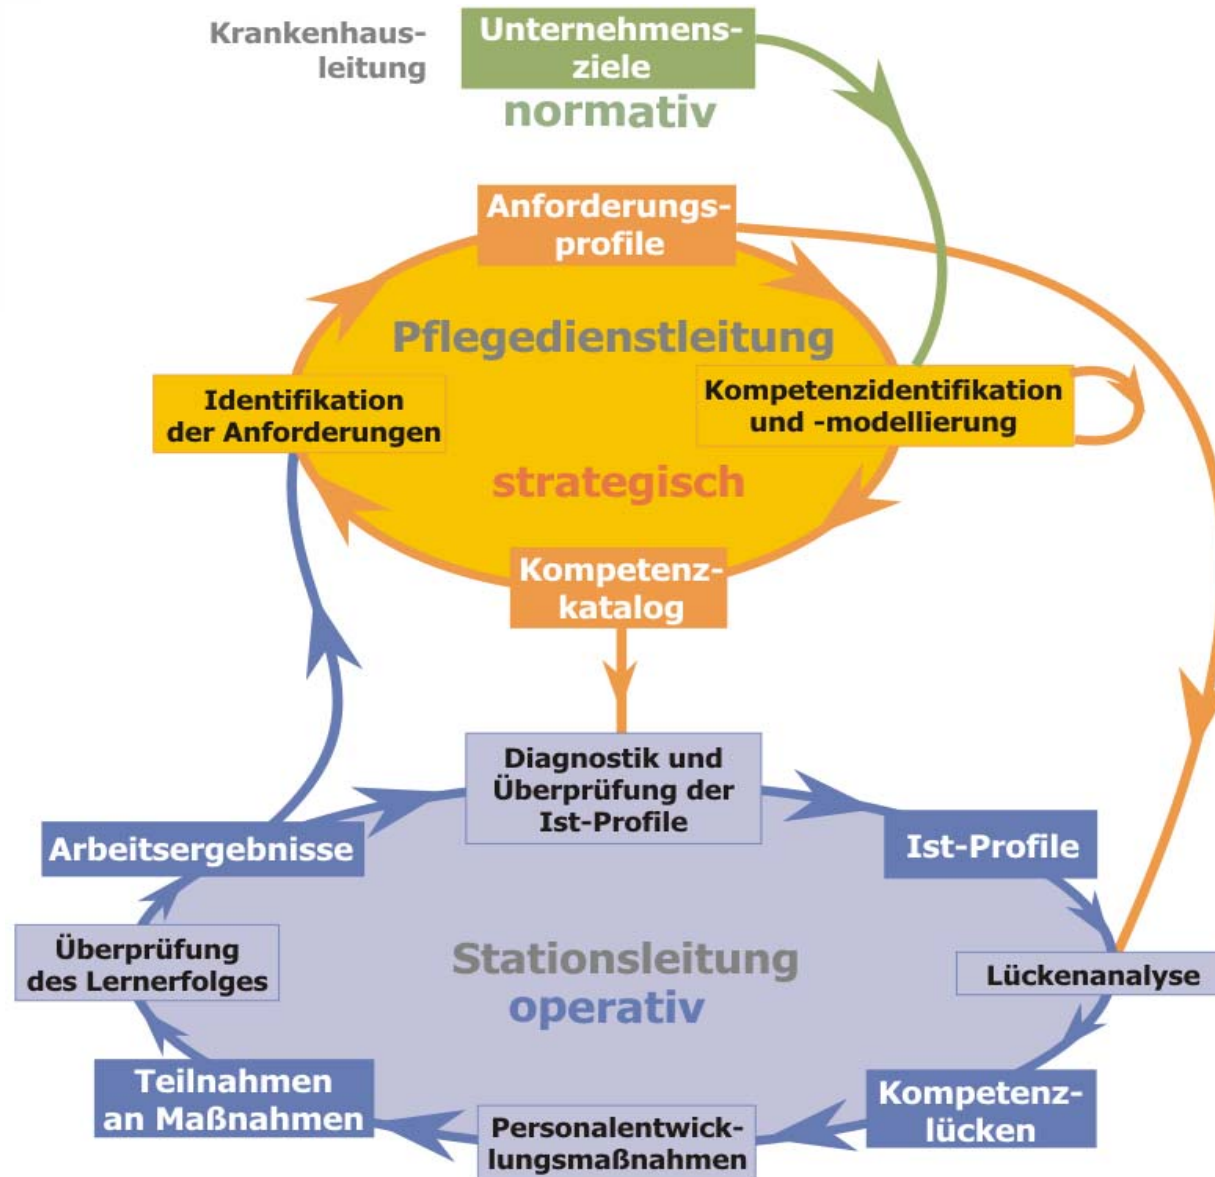 Krankenhaus-
leitung
Unternehmens-
ziele
normativ
Anforderungs-
profile
Pflegedienstleitung
Identifikation
der Anforderungen
Kompetenzidentifikation
und -modellierung
strategisch
Kompetenz-
katalog
Diagnostik und
Überprüfung der
Ist-Profile
Arbeitsergebnisse
Ist-Profile
Überprüfung
des Lernerfolges
Stationsleitung
operativ
Lückenanalyse
Teilnahmen
an Maßnahmen
Personalentwick-
lungsmaßnahmen
Kompetenz-
lücken